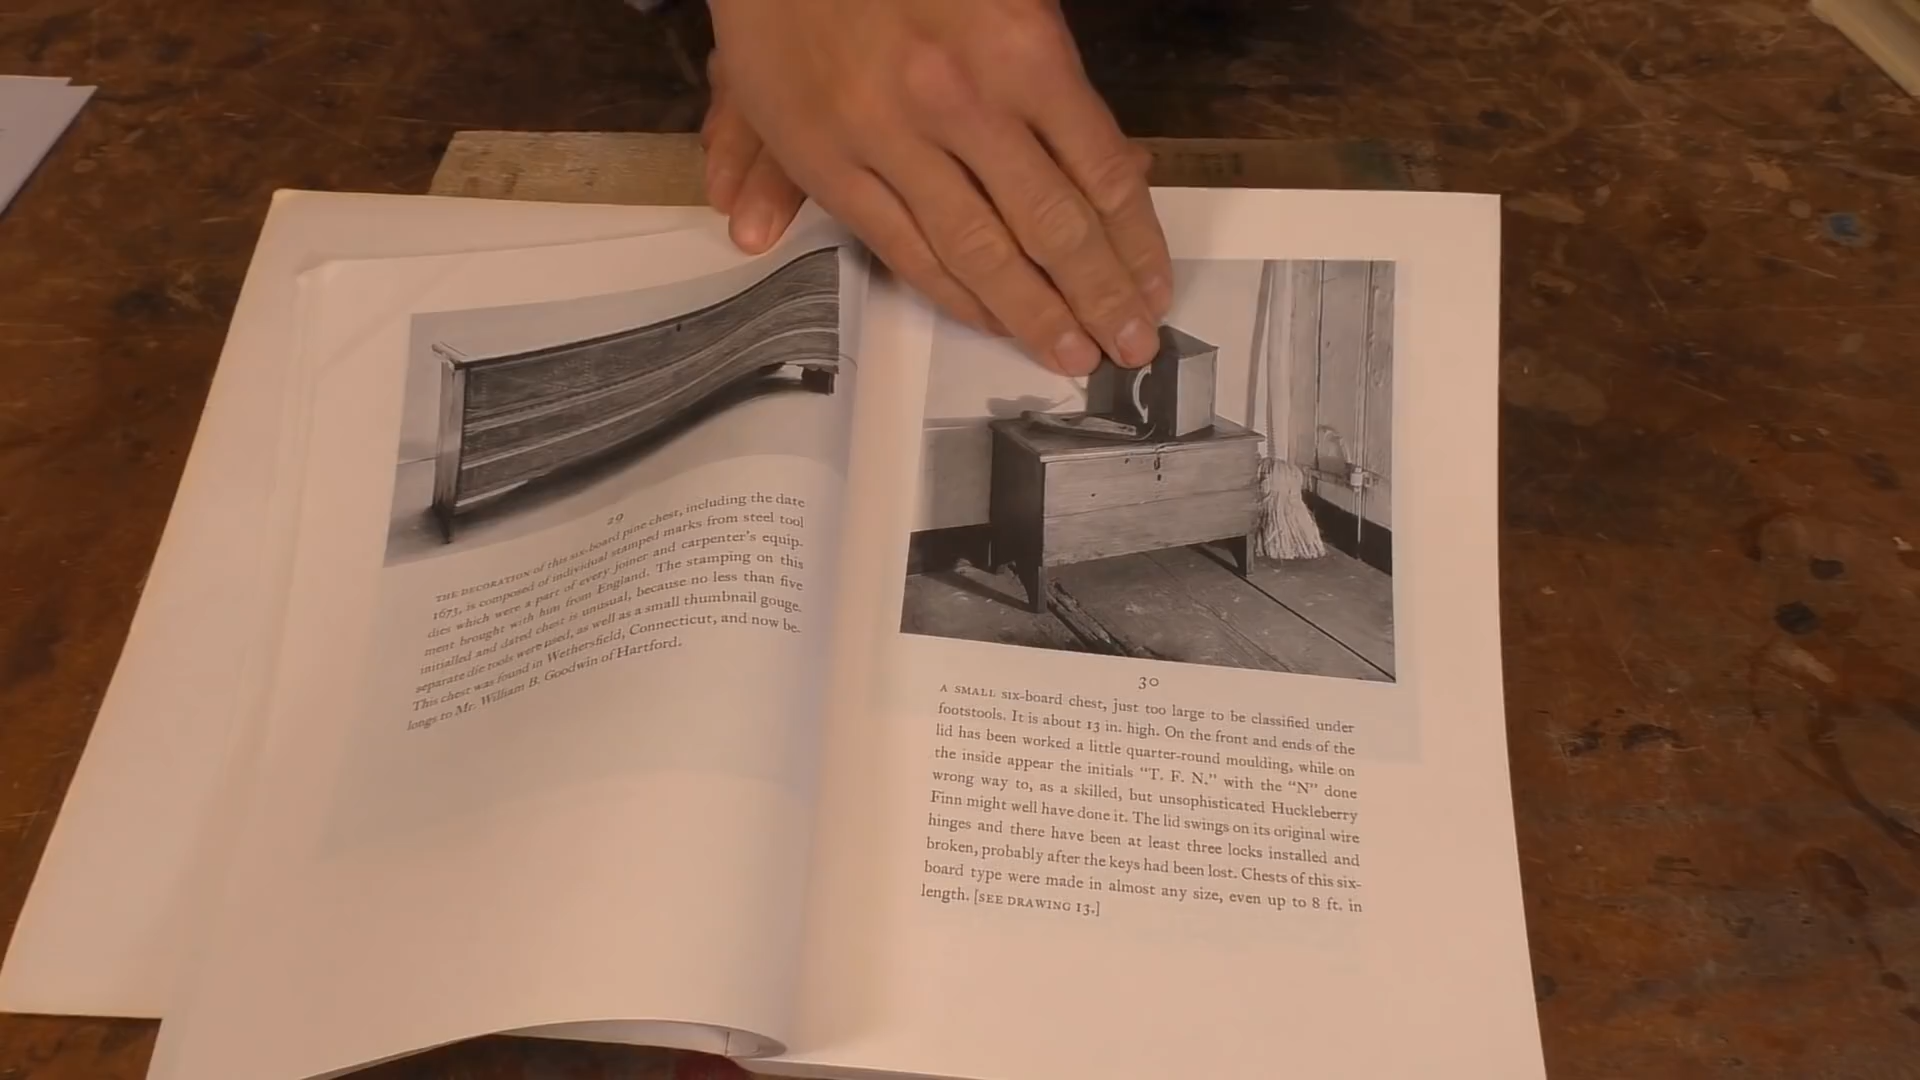 29
THE DECORATION of this six-board pine chest, including the date
1673, is composed of individual stamped marks from steel tool
dies which were a part of every joiner and carpenter's equip-
ment brought with him from England. The stamping on this
initialled and dated chest is unusual, because no less than five
separate die tools were used, as well as a small thumbnail gouge.
This chest was found in Wethersfield, Connecticut, and now be-
longs to Mr. William B. Goodwin of Hartford.
30
A SMALL six-board chest, just too large to be classified under
footstools. It is about 13 in. high. On the front and ends of the
lid has been worked a little quarter-round moulding, while on
the inside appear the initials "T. F. N." with the "N" done
wrong way to, as a skilled, but unsophisticated Huckleberry
Finn might well have done it. The lid swings on its original wire
hinges and there have been at least three locks installed and
broken, probably after the keys had been lost. Chests of this six-
board type were made in almost any size, even up to 8 ft. in
length. [SEE DRAWING 13.]